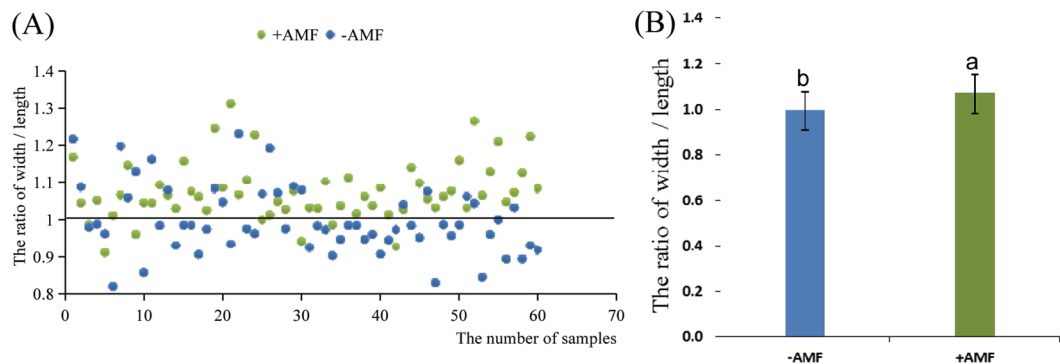 (A)
+AMF -AMF
The ratio of width / length
1.4
1.3
1.2
1.1
1
0.9
0.8
0 10 20 30 40 50 60 70
The number of samples
(B)
The ratio of width / length
1.4
1.2
1.0
0.8
0.6
0.4
0.2
0.0
b
a
-AMF +AMF